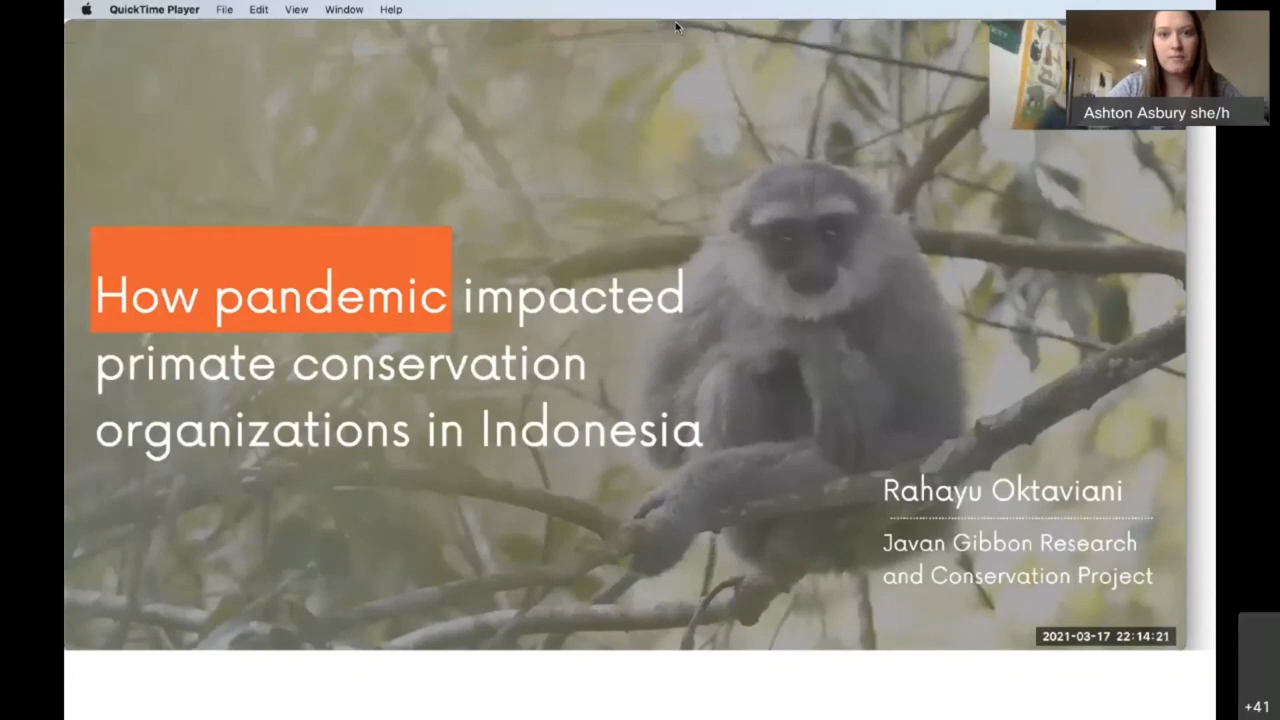 QuickTime Player File Edit View Window Help
Ashton Asbury she/h
How pandemic impacted
primate conservation
organizations in Indonesia
Rahayu Oktaviani
Javan Gibbon Research
and Conservation Project
2021-03-17 22:14:21
+41